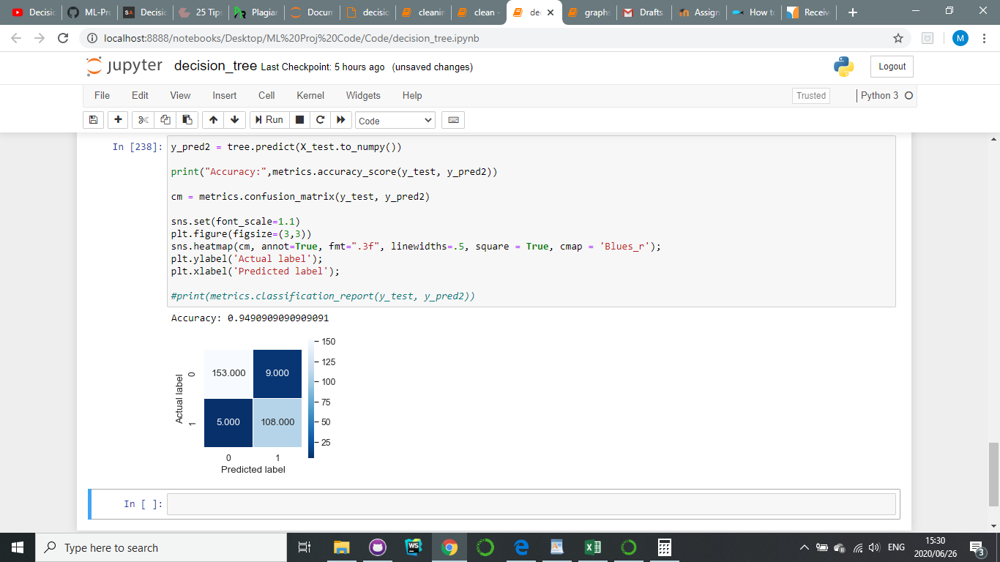 Decisio
ML-Pro
SA
Decisio
25 Tips
Plagiar
Docum
decisio
cleanin
clean -
de
graphs
Drafts
Assign
How to
Receiv
localhost:8888/notebooks/Desktop/ML%20Proj%20Code/Code/decision_tree.ipynb
M
jupyter decision_tree Last Checkpoint: 5 hours ago (unsaved changes)
Logout
File Edit View Insert Cell Kernel Widgets Help
Trusted
Python 3
Run
Code
In [238]:
y_pred2 = tree.predict(X_test.to_numpy())
print("Accuracy:",metrics.accuracy_score(y_test, y_pred2))
cm = metrics.confusion_matrix(y_test, y_pred2)
sns.set(font_scale=1.1)
plt.figure(figsize=(3,3))
sns.heatmap(cm, annot=True, fmt=".3f", linewidths=.5, square = True, cmap = 'Blues_r');
plt.ylabel('Actual label');
plt.xlabel('Predicted label');
#print(metrics.classification_report(y_test, y_pred2))
Accuracy: 0.9490909090909091
Actual label
0
1
153.000 9.000
5.000 108.000
0 1
Predicted label
150
125
100
75
50
25
In [ ]:
Type here to search
WS
ENG
15:30
2020/06/26
3